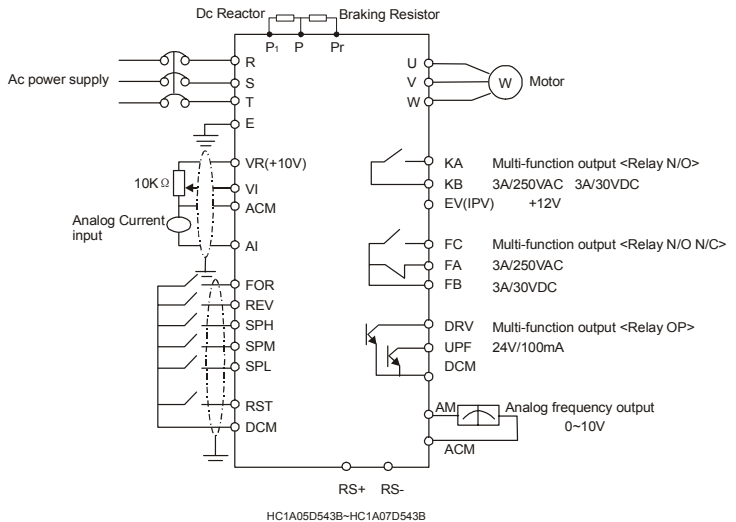 Dc Reactor Braking Resistor
P1 P Pr
R
S
T
E
Ac power supply
U
V
W
W
Motor
VR(+10V)
10KΩ
VI
ACM
Analog Current
input
AI
KA Multi-function output <Relay N/O>
KB 3A/250VAC 3A/30VDC
EV(IPV) +12V
FC Multi-function output <Relay N/O N/C>
FA 3A/250VAC
FB 3A/30VDC
FOR
REV
SPH
SPM
SPL
RST
DCM
DRV Multi-function output <Relay OP>
UPF 24V/100mA
DCM
AM Analog frequency output
0~10V
ACM
RS+ RS-
HC1A05D543B~HC1A07D543B